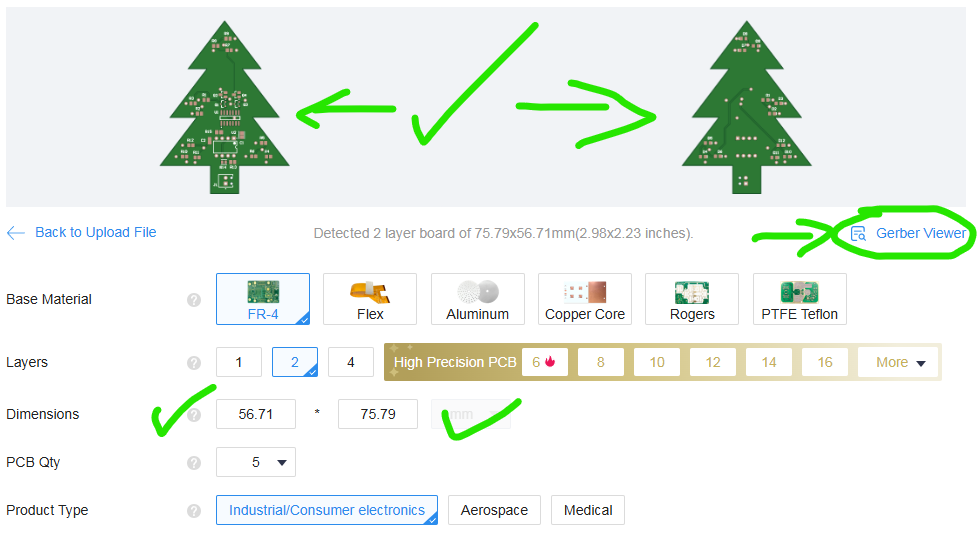 Back to Upload File
Detected 2 layer board of 75.79x56.71mm(2.98x2.23 inches).
Gerber Viewer
Base Material ?
FR-4 Flex Aluminum Copper Core Rogers PTFE Teflon
Layers ? 1 2 4 High Precision PCB 6 8 10 12 14 16 More
Dimensions ? 56.71 * 75.79 mm
PCB Qty ? 5
Product Type ? Industrial/Consumer electronics Aerospace Medical